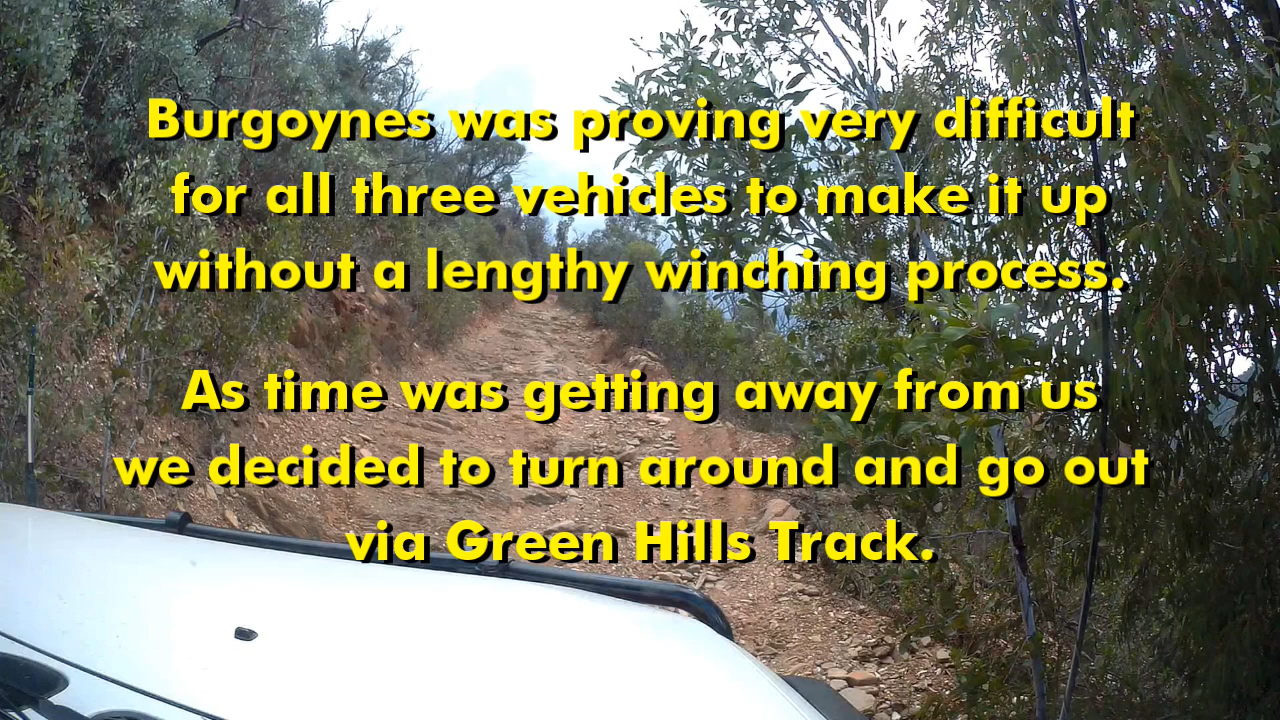 Burgoynes was proving very difficult
for all three vehicles to make it up
without a lengthy winching process.
As time was getting away from us
we decided to turn around and go out
via Green Hills Track.